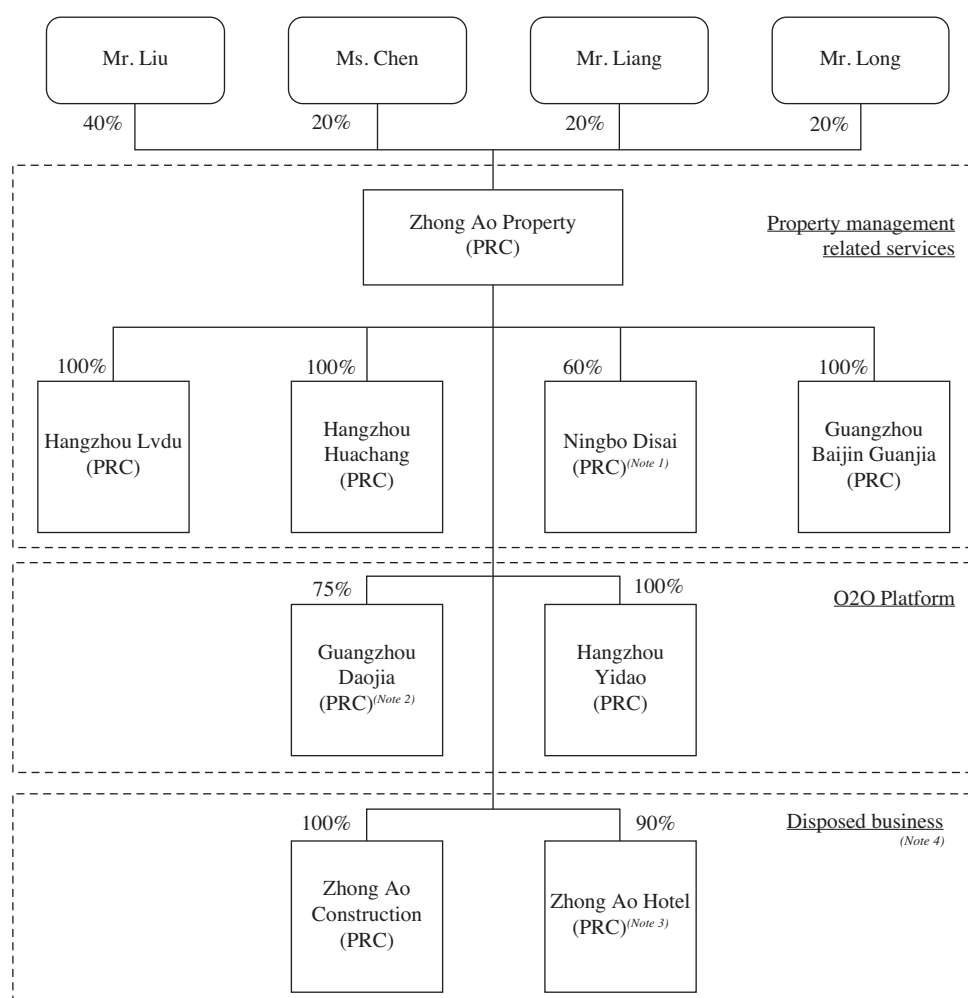 Mr. Liu
Ms. Chen
Mr. Liang
Mr. Long
40%
20%
20%
20%
Zhong Ao Property
(PRC)
Property management
related services
100%
100%
60%
100%
Hangzhou Lvdu
(PRC)
Hangzhou
Huachang
(PRC)
Ningbo Disai
(PRC)(Note 1)
Guangzhou
Baijin Guanjia
(PRC)
75%
100%
O2O Platform
Guangzhou
Daojia
(PRC)(Note 2)
Hangzhou
Yidao
(PRC)
100%
90%
Disposed business
(Note 4)
Zhong Ao
Construction
(PRC)
Zhong Ao Hotel
(PRC)(Note 3)